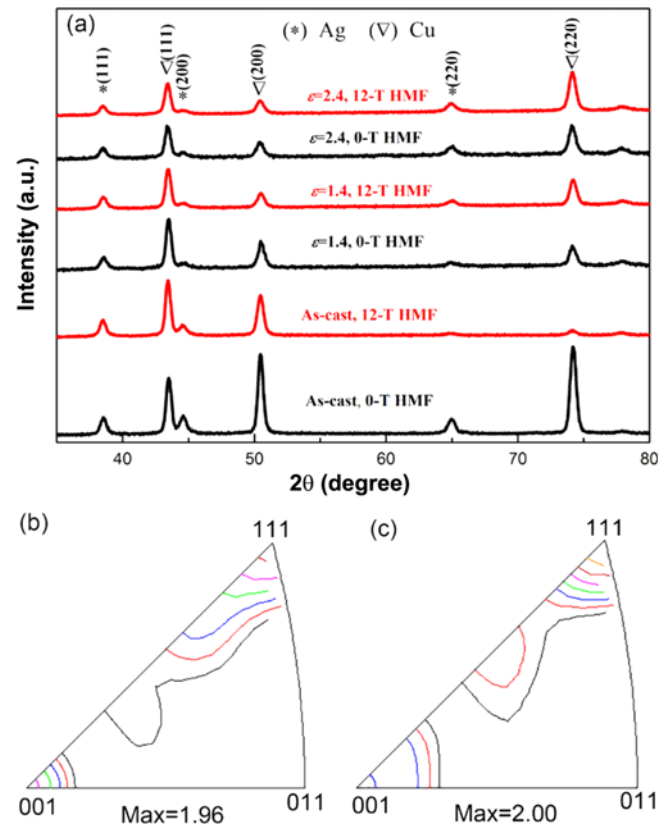 (a)
(∗) Ag (∇) Cu
∗(111)
∇(111)
∗(200)
∇(200)
∗(220)
∇(220)
ε=2.4, 12-T HMF
ε=2.4, 0-T HMF
ε=1.4, 12-T HMF
ε=1.4, 0-T HMF
As-cast, 12-T HMF
As-cast, 0-T HMF
Intensity (a.u.)
40 50 60 70 80
2θ (degree)
(b)
111
001
011
Max=1.96
(c)
111
001
011
Max=2.00